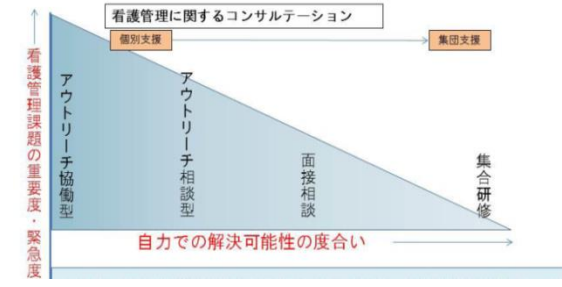 看護管理に関するコンサルテーション
個別支援
集団支援
看護管理課題の重要度・緊急度
アウトリーチ協働型
アウトリーチ相談型
面接相談
集合研修
自力での解決可能性の度合い